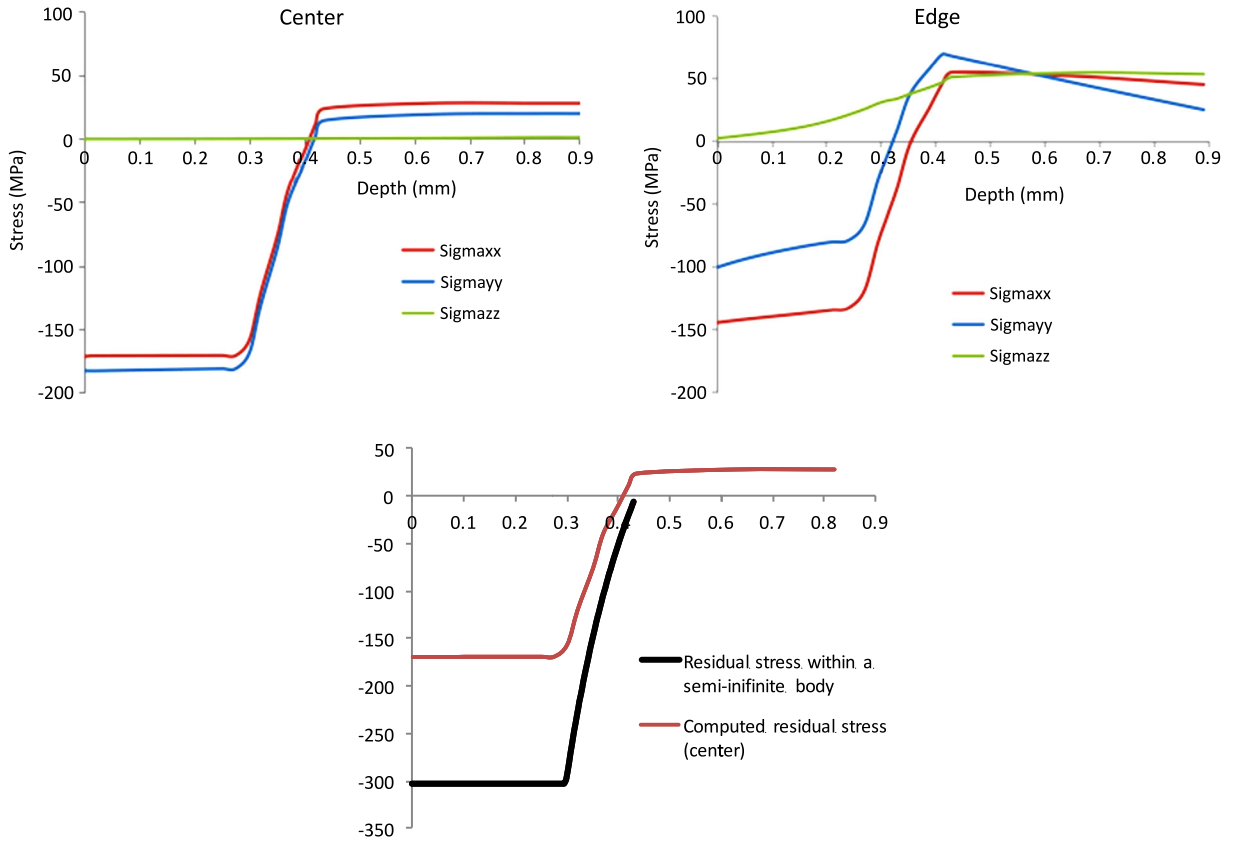 Center
100
50
0
-50
-100
-150
-200
0 0.1 0.2 0.3 0.4 0.5 0.6 0.7 0.8 0.9
Stress (MPa)
Depth (mm)
Sigmaxx
Sigmayy
Sigmazz
Edge
100
50
0
-50
-100
-150
-200
0 0.1 0.2 0.3 0.4 0.5 0.6 0.7 0.8 0.9
Stress (MPa)
Depth (mm)
Sigmaxx
Sigmayy
Sigmazz
50
0
-50
-100
-150
-200
-250
-300
-350
0 0.1 0.2 0.3 0.4 0.5 0.6 0.7 0.8 0.9
Residual stress within a
semi-inifinite body
Computed residual stress
(center)